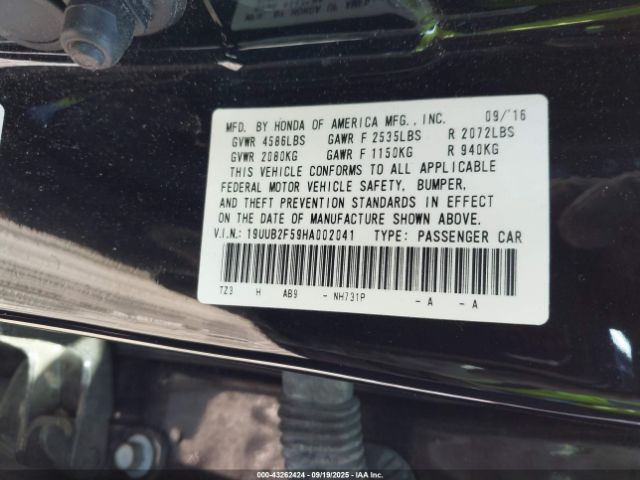 MFD. BY HONDA OF AMERICA MFG., INC. 09/'16
GVWR 4586LBS GAWR F 2535LBS R 2072LBS
GVWR 2080KG GAWR F 1150KG R 940KG
THIS VEHICLE CONFORMS TO ALL APPLICABLE
FEDERAL MOTOR VEHICLE SAFETY, BUMPER,
AND THEFT PREVENTION STANDARDS IN EFFECT
ON THE DATE OF MANUFACTURE SHOWN ABOVE.
V.I.N.: 19UUB2F59HA002041 TYPE: PASSENGER CAR
TZ3 H AB9 - NH731P - A - A
000-43262424 - 09/19/2025 - IAA Inc.